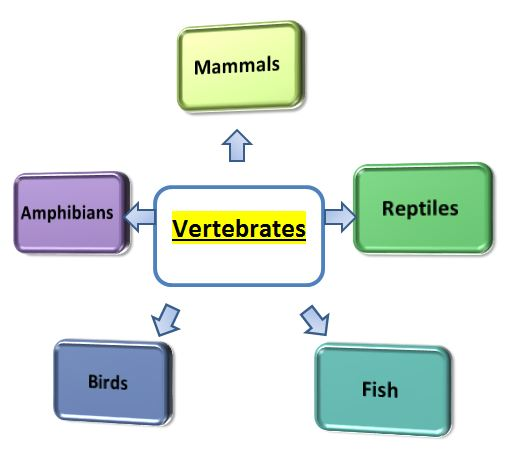 Mammals
Amphibians
Vertebrates
Reptiles
Birds
Fish